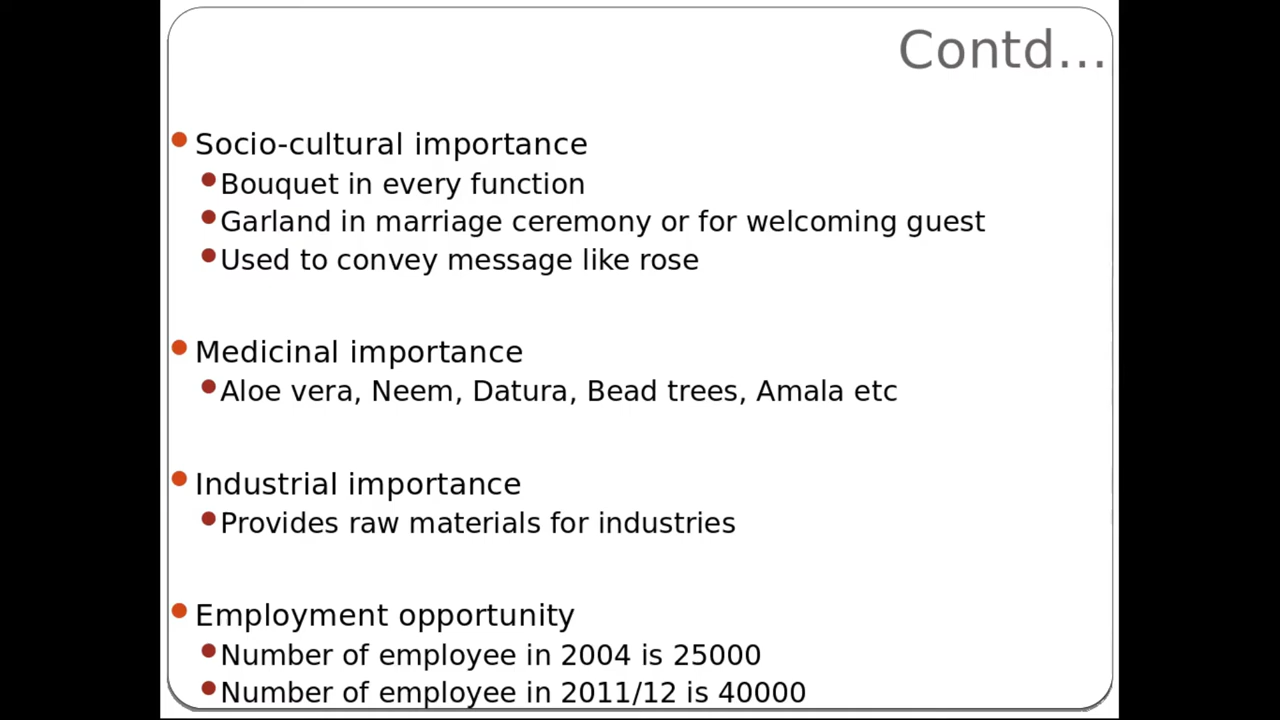 Contd...
Socio-cultural importance
Bouquet in every function
Garland in marriage ceremony or for welcoming guest
Used to convey message like rose
Medicinal importance
Aloe vera, Neem, Datura, Bead trees, Amala etc
Industrial importance
Provides raw materials for industries
Employment opportunity
Number of employee in 2004 is 25000
Number of employee in 2011/12 is 40000